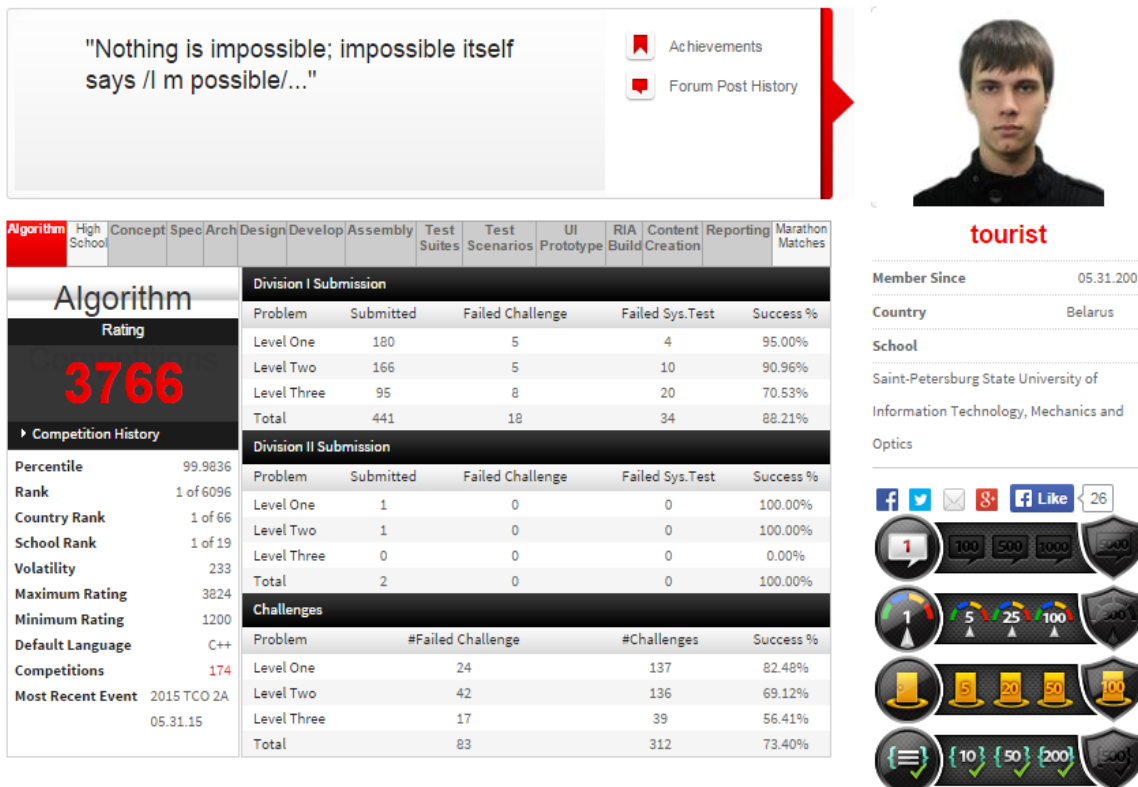 "Nothing is impossible; impossible itself
says /I m possible/..."
Achievements
Forum Post History
tourist
Member Since 05.31.200
Country Belarus
School
Saint-Petersburg State University of
Information Technology, Mechanics and
Optics
Like 26
1 100 500 1000 5000
1 5 25 100
5 20 50 100
{10} {50} {200} {500}
Algorithm High School Concept Spec Arch Design Develop Assembly Test Suites Test Scenarios UI Prototype RIA Build Content Creation Reporting Marathon Matches
Algorithm
Competitions
Rating
3766
Competition History
Percentile 99.9836
Rank 1 of 6096
Country Rank 1 of 66
School Rank 1 of 19
Volatility 233
Maximum Rating 3824
Minimum Rating 1200
Default Language C++
Competitions 174
Most Recent Event 2015 TCO 2A
05.31.15
Division I Submission
Problem Submitted Failed Challenge Failed Sys.Test Success %
Level One 180 5 4 95.00%
Level Two 166 5 10 90.96%
Level Three 95 8 20 70.53%
Total 441 18 34 88.21%
Division II Submission
Problem Submitted Failed Challenge Failed Sys.Test Success %
Level One 1 0 0 100.00%
Level Two 1 0 0 100.00%
Level Three 0 0 0 0.00%
Total 2 0 0 100.00%
Challenges
Problem #Failed Challenge #Challenges Success %
Level One 24 137 82.48%
Level Two 42 136 69.12%
Level Three 17 39 56.41%
Total 83 312 73.40%